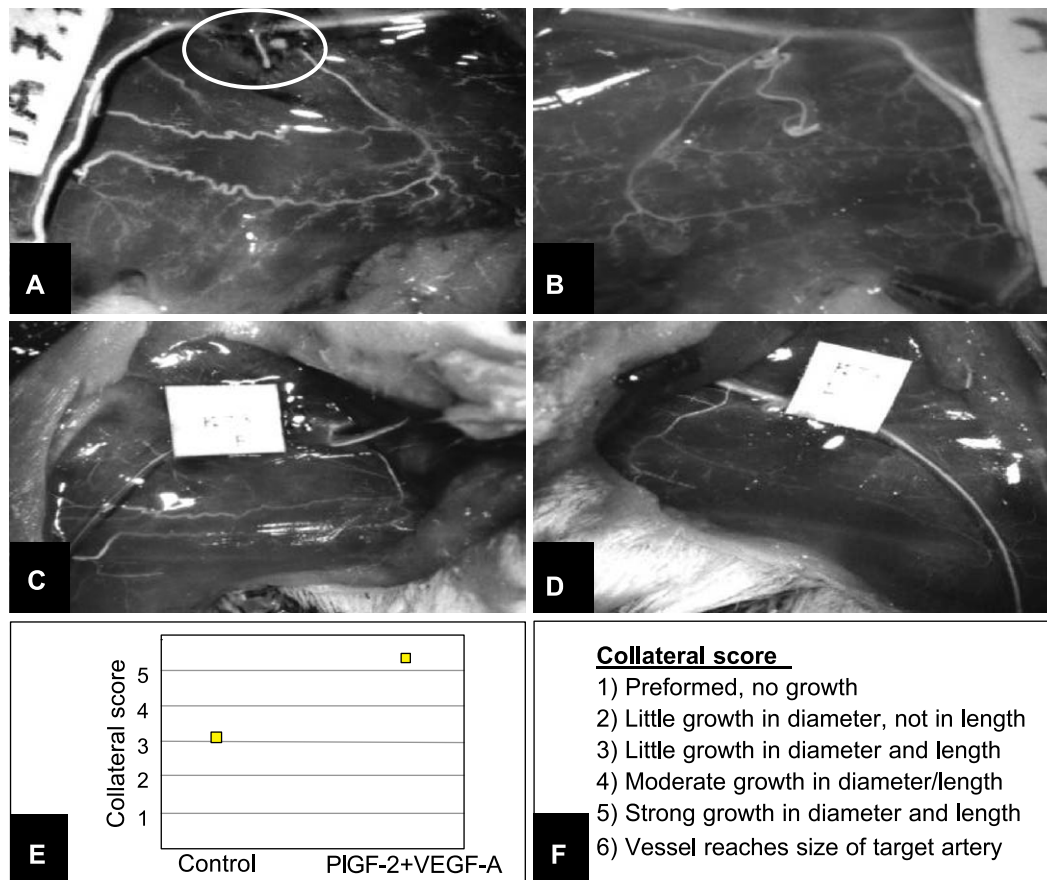 A
B
C
D
Collateral score
5
4
3
2
1
Control
PlGF-2+VEGF-A
E
Collateral score
1) Preformed, no growth
2) Little growth in diameter, not in length
3) Little growth in diameter and length
4) Moderate growth in diameter/length
5) Strong growth in diameter and length
6) Vessel reaches size of target artery
F